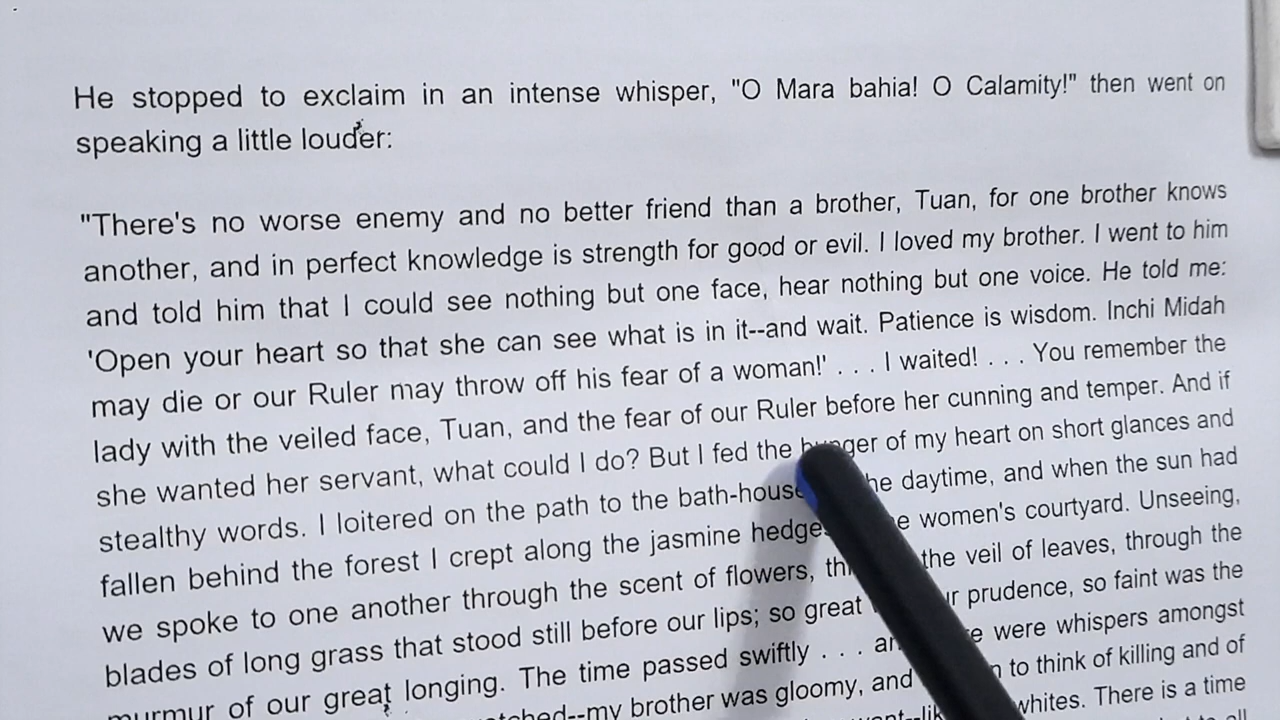 He stopped to exclaim in an intense whisper, "O Mara bahia! O Calamity!" then went on
speaking a little louder:
"There's no worse enemy and no better friend than a brother, Tuan, for one brother knows
another, and in perfect knowledge is strength for good or evil. I loved my brother. I went to him
and told him that I could see nothing but one face, hear nothing but one voice. He told me:
'Open your heart so that she can see what is in it--and wait. Patience is wisdom. Inchi Midah
may die or our Ruler may throw off his fear of a woman!' . . . I waited! . . . You remember the
lady with the veiled face, Tuan, and the fear of our Ruler before her cunning and temper. And if
she wanted her servant, what could I do? But I fed the hunger of my heart on short glances and
stealthy words. I loitered on the path to the bath-house the daytime, and when the sun had
fallen behind the forest I crept along the jasmine hedges women's courtyard. Unseeing,
we spoke to one another through the scent of flowers, the veil of leaves, through the
blades of long grass that stood still before our lips; so great prudence, so faint was the
murmur of our great longing. The time passed swiftly . . . were whispers amongst
my brother was gloomy, and to think of killing and of
whites. There is a time